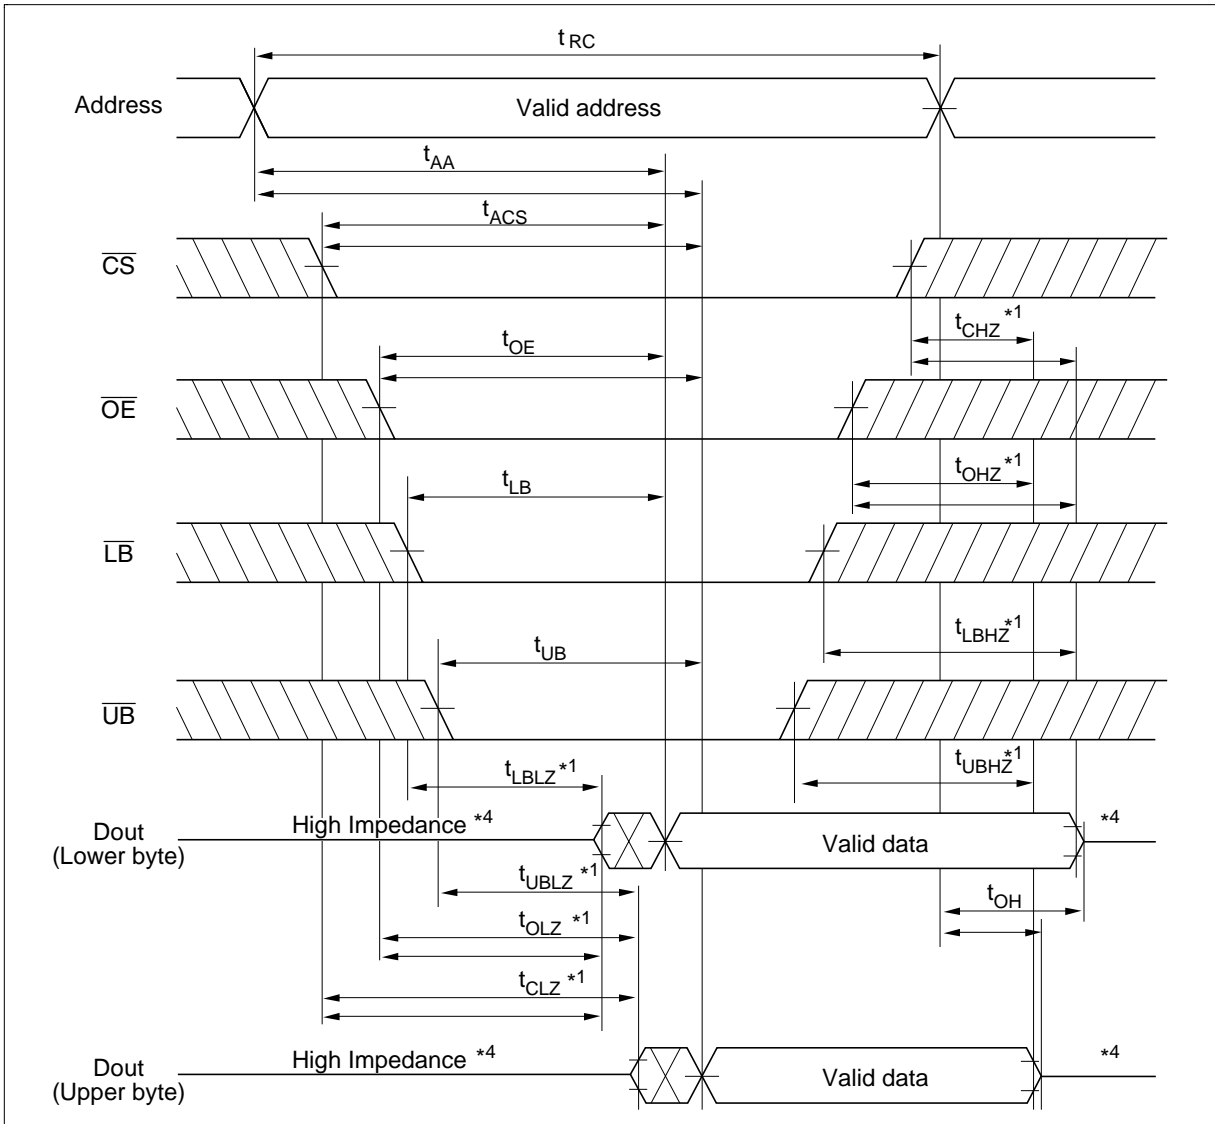 t RC
Address
Valid address
tAA
tACS
CS
tCHZ *1
tOE
OE
tOHZ *1
tLB
LB
tLBHZ *1
tUB
UB
tUBHZ *1
tLBLZ *1
High Impedance *4
*4
Dout
(Lower byte)
Valid data
tUBLZ *1
tOH
tOLZ *1
tCLZ *1
High Impedance *4
*4
Dout
(Upper byte)
Valid data